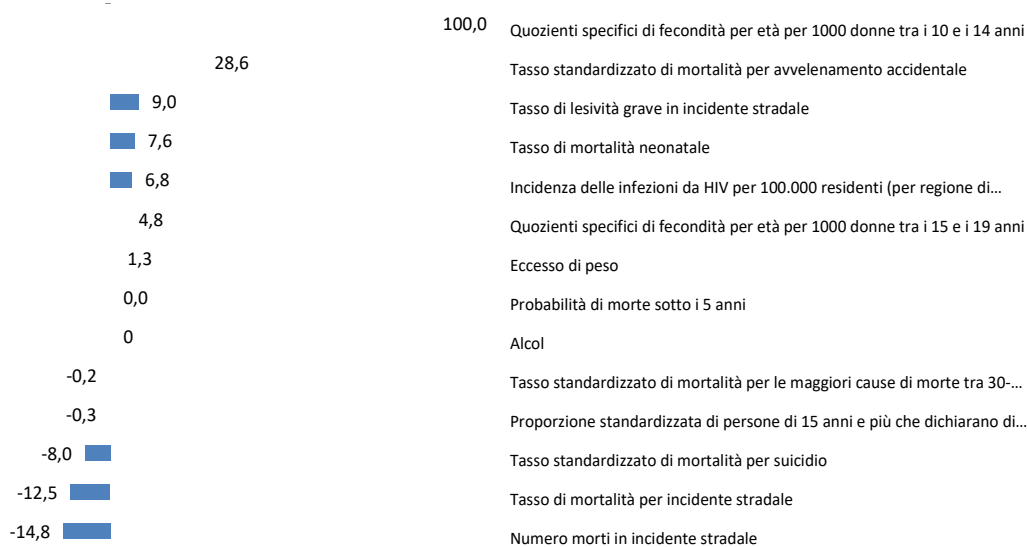 100,0 Quozienti specifici di fecondità per età per 1000 donne tra i 10 e i 14 anni
28,6 Tasso standardizzato di mortalità per avvelenamento accidentale
9,0 Tasso di lesività grave in incidente stradale
7,6 Tasso di mortalità neonatale
6,8 Incidenza delle infezioni da HIV per 100.000 residenti (per regione di…
4,8 Quozienti specifici di fecondità per età per 1000 donne tra i 15 e i 19 anni
1,3 Eccesso di peso
0,0 Probabilità di morte sotto i 5 anni
0 Alcol
-0,2 Tasso standardizzato di mortalità per le maggiori cause di morte tra 30-…
-0,3 Proporzione standardizzata di persone di 15 anni e più che dichiarano di…
-8,0 Tasso standardizzato di mortalità per suicidio
-12,5 Tasso di mortalità per incidente stradale
-14,8 Numero morti in incidente stradale